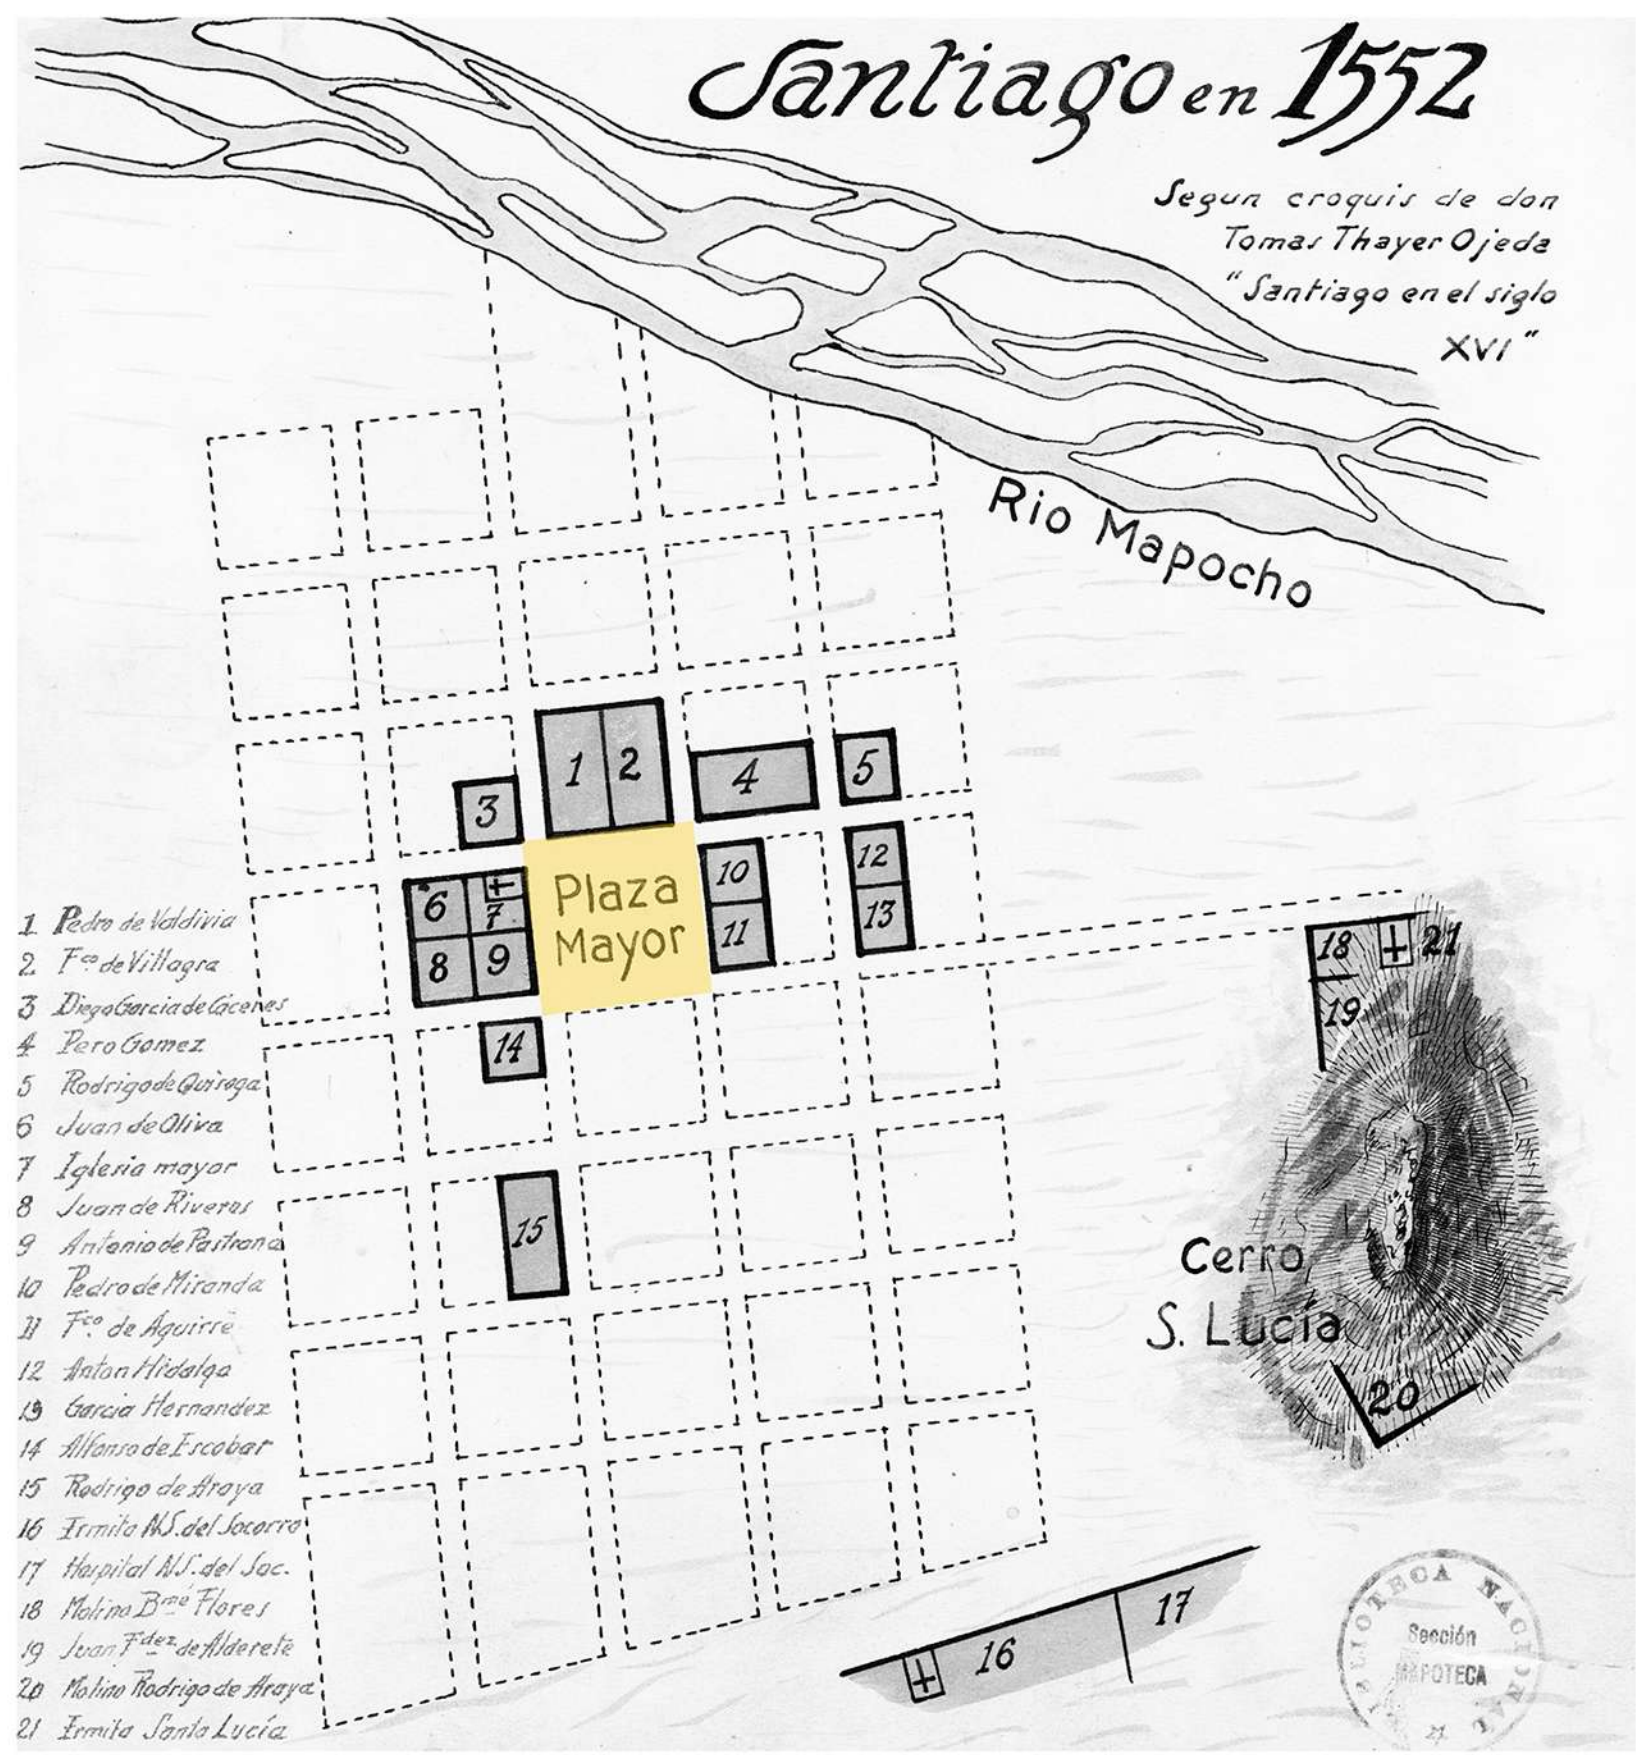 Santiago en 1552
Segun croquis de don
Tomas Thayer Ojeda
"Santiago en el siglo
XVI"
Rio Mapocho
1 2
3 4 5
6 7
8 9
Plaza
Mayor
10
11
12
13
14
15
18 21
19
Cerro
S. Lucía
20
16 17
1 Pedro de Valdivia
2 Fco de Villagra
3 Diego Garcia de Cáceres
4 Pero Gomez
5 Rodrigo de Quiroga
6 Juan de Oliva
7 Iglesia mayor
8 Juan de Riveros
9 Antonio de Pastrana
10 Pedro de Miranda
11 Fco. de Aguirre
12 Anton Hidalgo
13 Garcia Hernandez
14 Alfonso de Escobar
15 Rodrigo de Araya
16 Ermita N.S. del Socorro
17 Hospital N.S. del Soc.
18 Molino Bmé Flores
19 Juan Fdez de Alderete
20 Molino Rodrigo de Araya
21 Ermita Santa Lucía
BIBLIOTECA NACIONAL
Sección
MAPOTECA